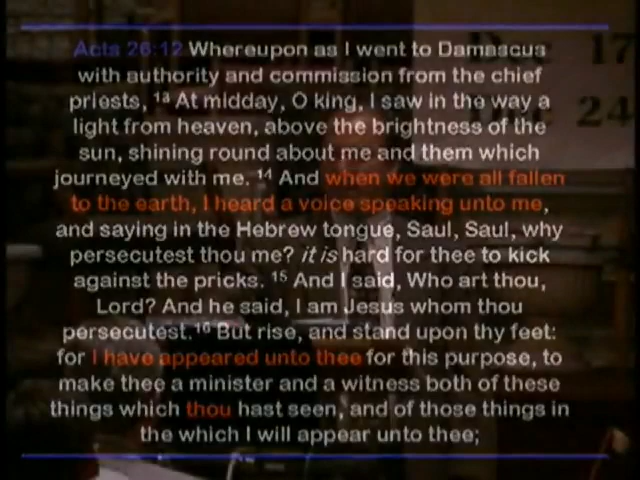 Dec 17
Dec 24
Acts 26:12 Whereupon as I went to Damascus
with authority and commission from the chief
priests, 13 At midday, O king, I saw in the way a
light from heaven, above the brightness of the
sun, shining round about me and them which
journeyed with me. 14 And when we were all fallen
to the earth, I heard a voice speaking unto me,
and saying in the Hebrew tongue, Saul, Saul, why
persecutest thou me? it is hard for thee to kick
against the pricks. 15 And I said, Who art thou,
Lord? And he said, I am Jesus whom thou
persecutest.16 But rise, and stand upon thy feet:
for I have appeared unto thee for this purpose, to
make thee a minister and a witness both of these
things which thou hast seen, and of those things in
the which I will appear unto thee;